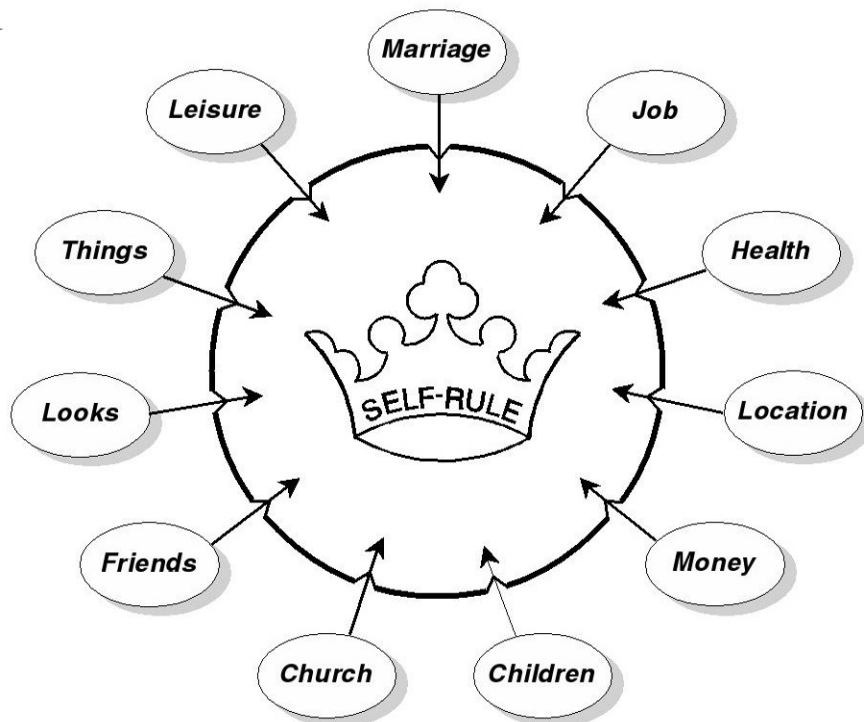 Marriage
Leisure
Job
Things
Health
SELF-RULE
Looks
Location
Friends
Money
Church
Children